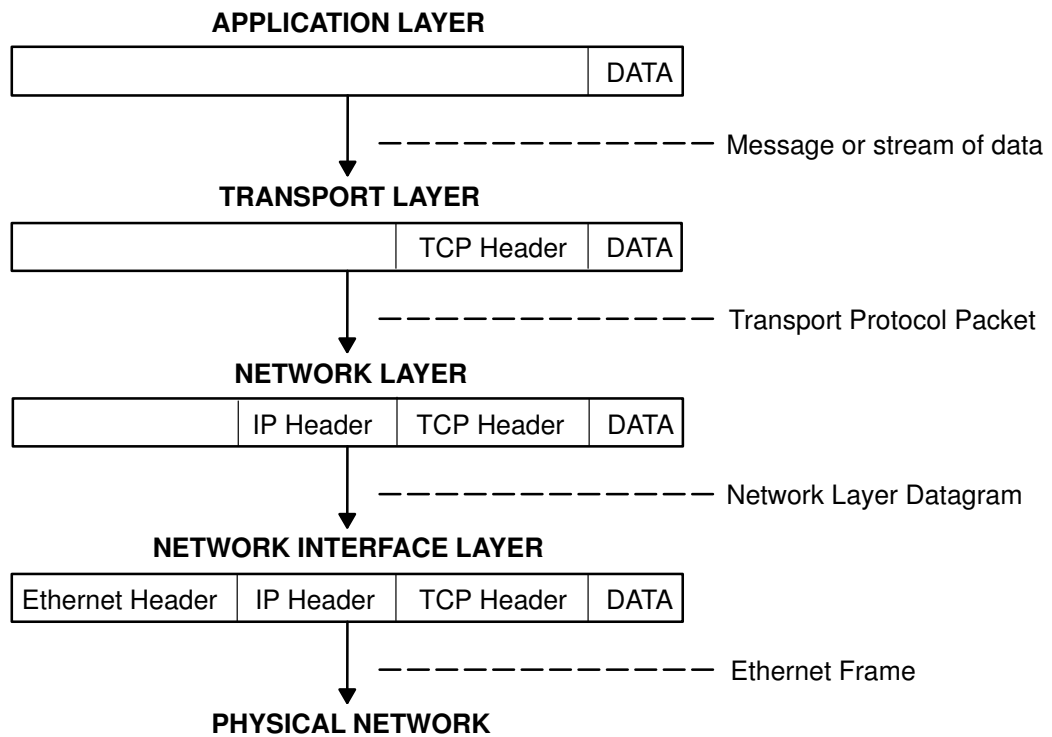 APPLICATION LAYER
DATA
Message or stream of data
TRANSPORT LAYER
TCP Header DATA
Transport Protocol Packet
NETWORK LAYER
IP Header TCP Header DATA
Network Layer Datagram
NETWORK INTERFACE LAYER
Ethernet Header IP Header TCP Header DATA
Ethernet Frame
PHYSICAL NETWORK